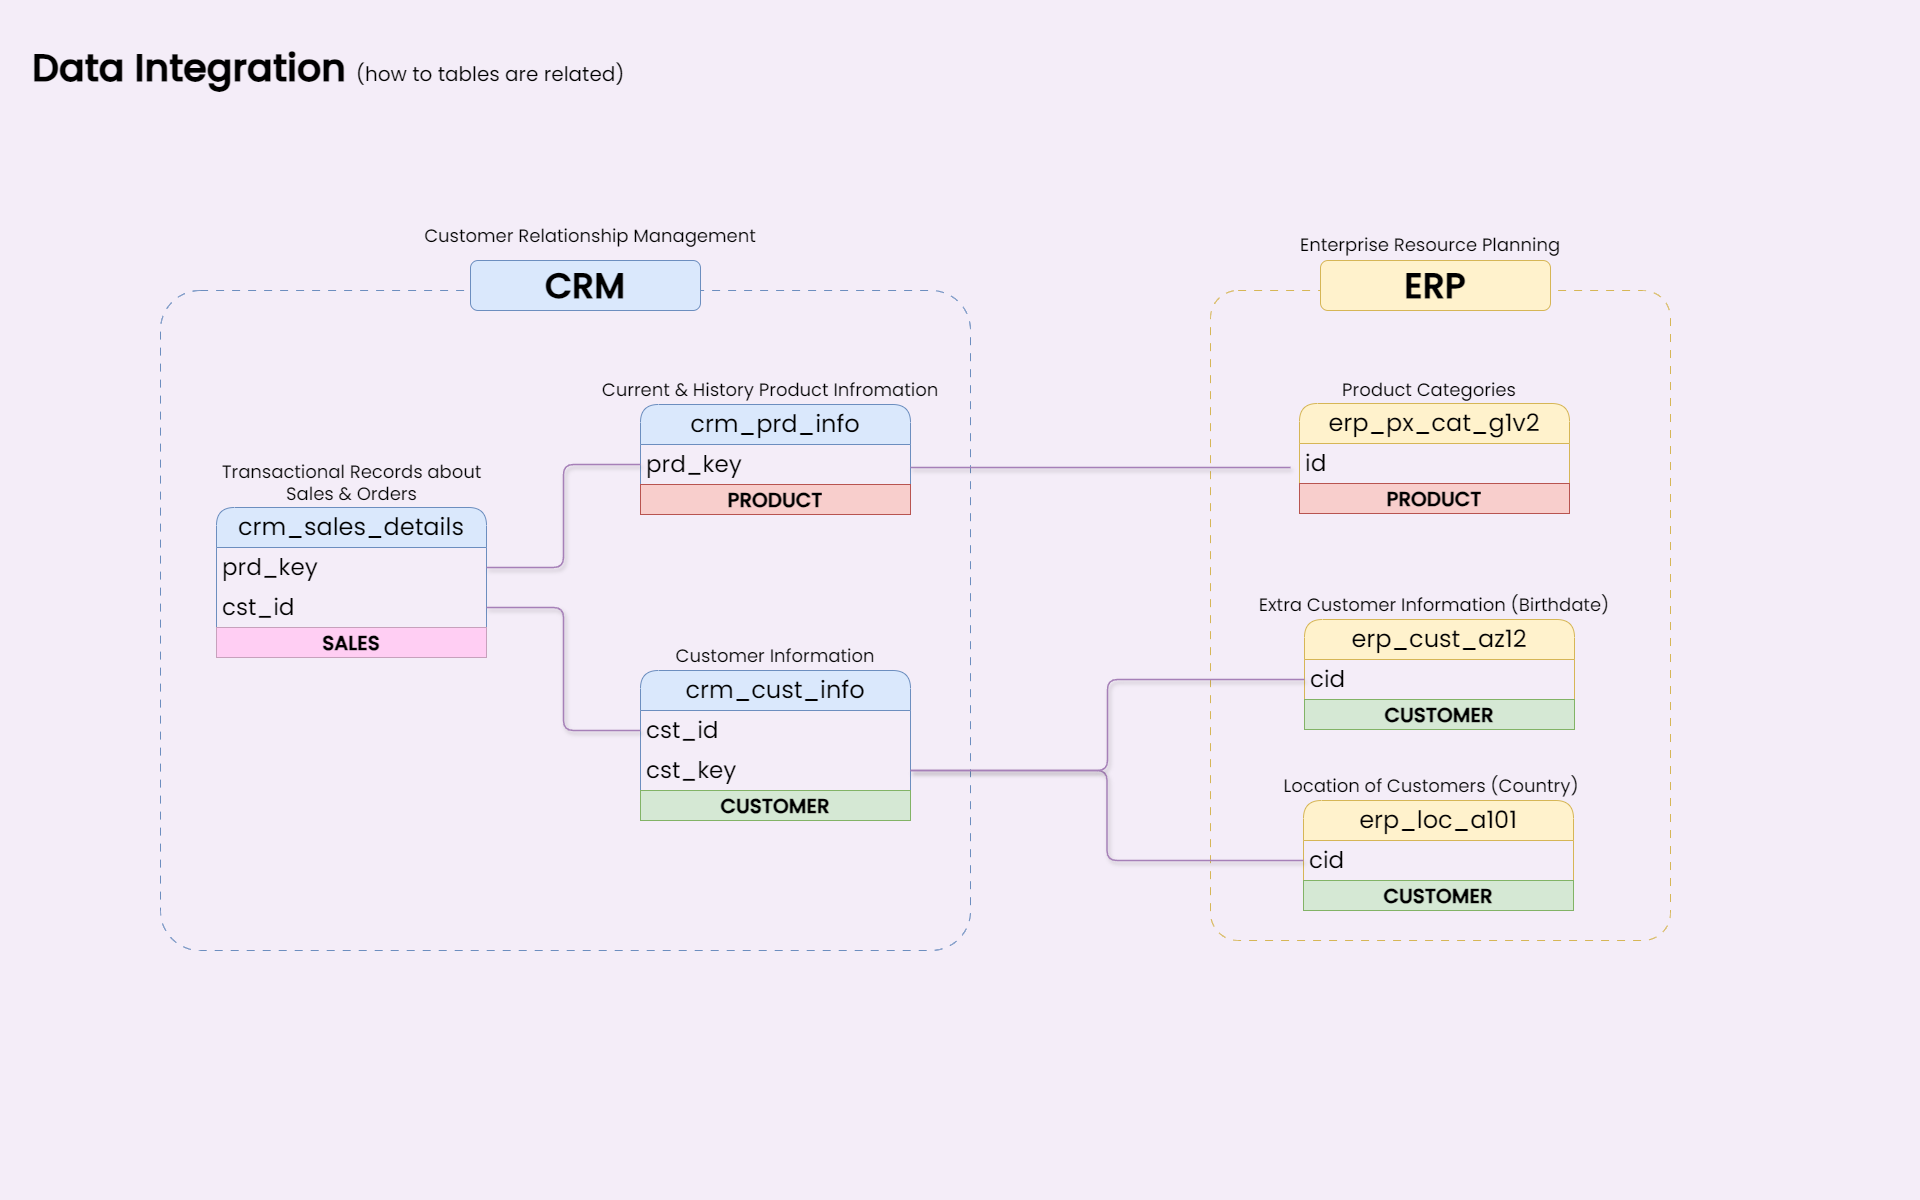 Data Integration (how to tables are related)
Customer Relationship Management
CRM
Transactional Records about
Sales & Orders
crm_sales_details
prd_key
cst_id
SALES
Current & History Product Infromation
crm_prd_info
prd_key
PRODUCT
Customer Information
crm_cust_info
cst_id
cst_key
CUSTOMER
Enterprise Resource Planning
ERP
Product Categories
erp_px_cat_g1v2
id
PRODUCT
Extra Customer Information (Birthdate)
erp_cust_az12
cid
CUSTOMER
Location of Customers (Country)
erp_loc_a101
cid
CUSTOMER